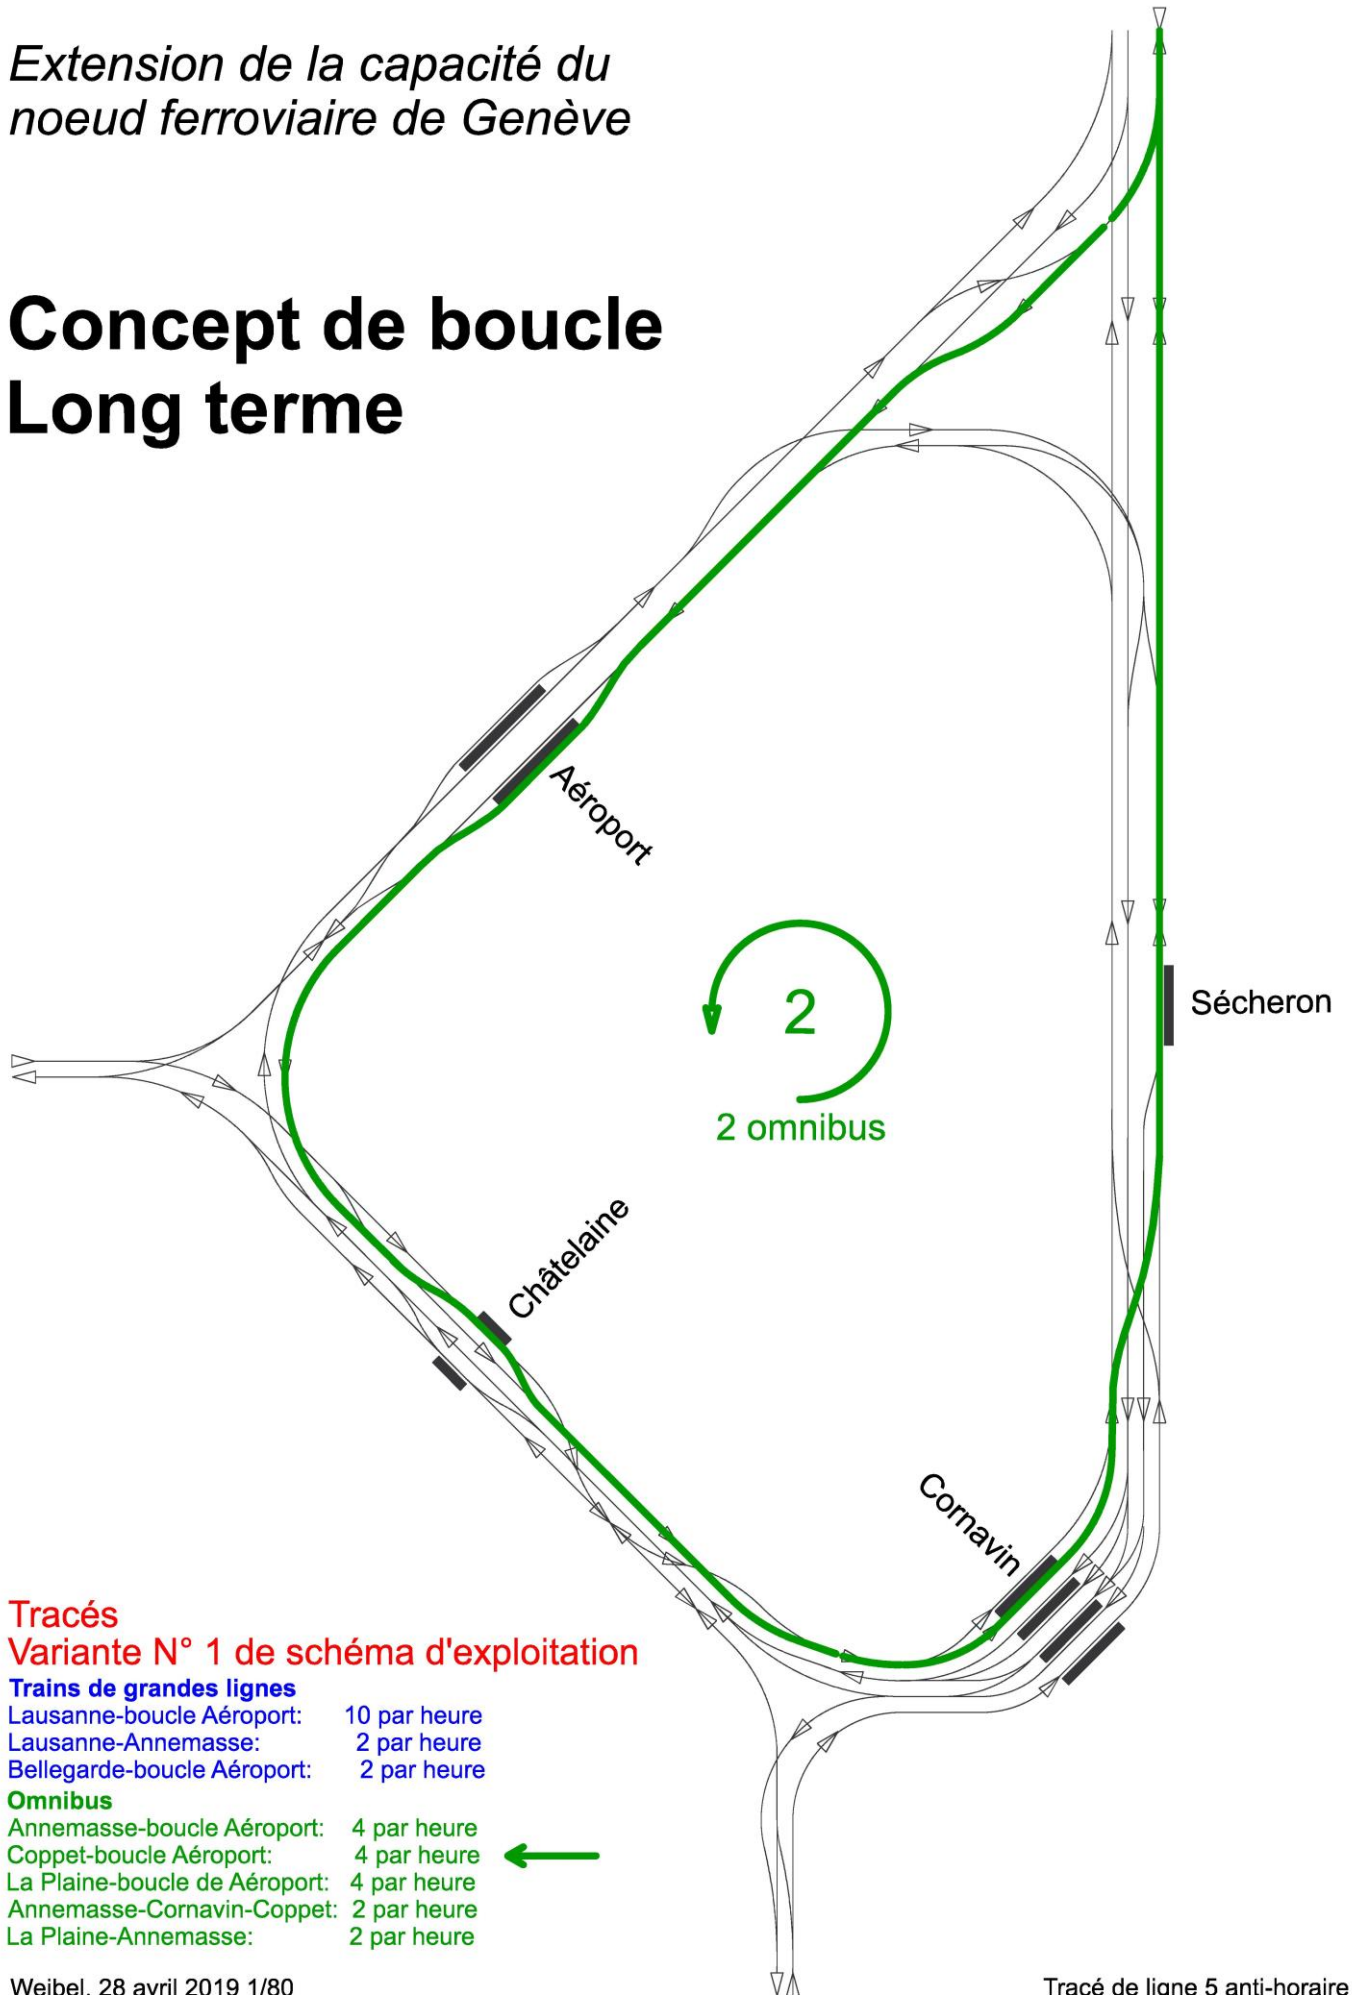 Extension de la capacité du
noeud ferroviaire de Genève
Concept de boucle
Long terme
Aéroport
Sécheron
2
2 omnibus
Châtelaine
Cornavin
Tracés
Variante N° 1 de schéma d'exploitation
Trains de grandes lignes
Lausanne-boucle Aéroport: 10 par heure
Lausanne-Annemasse: 2 par heure
Bellegarde-boucle Aéroport: 2 par heure
Omnibus
Annemasse-boucle Aéroport: 4 par heure
Coppet-boucle Aéroport: 4 par heure
La Plaine-boucle de Aéroport: 4 par heure
Annemasse-Cornavin-Coppet: 2 par heure
La Plaine-Annemasse: 2 par heure
Weibel, 28 avril 2019 1/80
Tracé de ligne 5 anti-horaire